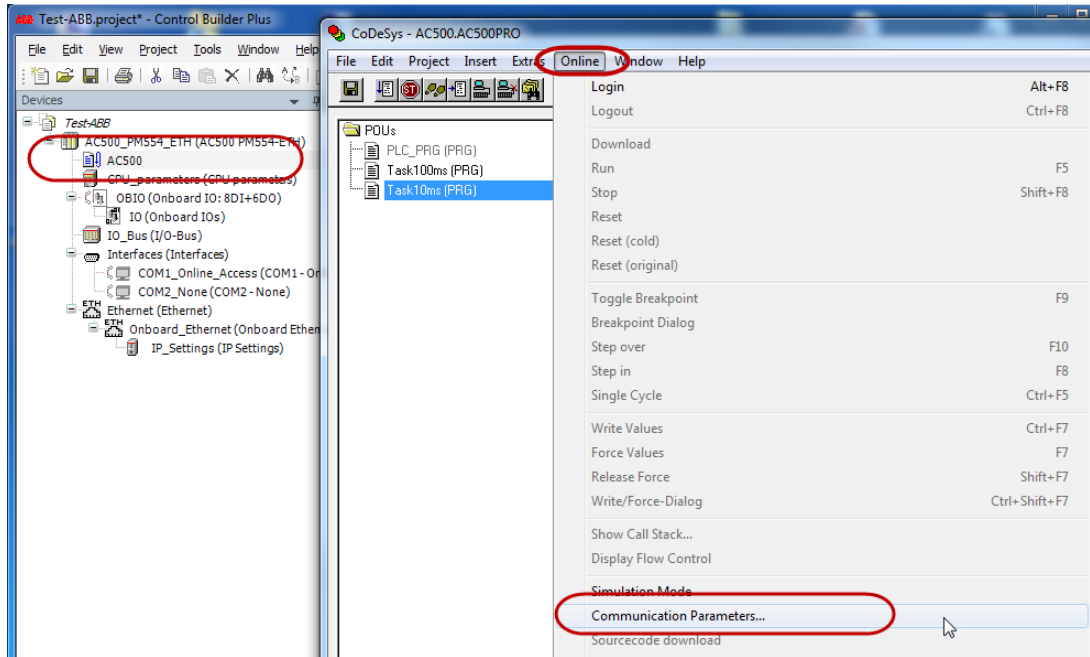 ABB Test-ABB.project* - Control Builder Plus
File Edit View Project Tools Window Help
Devices
Test-ABB
AC500_PM554_ETH (AC500 PM554-ETH)
AC500
CPU_parameters (CPU parameters)
OBIO (Onboard IO: 8DI+6DO)
IO (Onboard IOs)
IO_Bus (I/O-Bus)
Interfaces (Interfaces)
COM1_Online_Access (COM1 - On
COM2_None (COM2 - None)
ETH Ethernet (Ethernet)
ETH Onboard_Ethernet (Onboard Ethern
IP_Settings (IP Settings)
CoDeSys - AC500.AC500PRO
File Edit Project Insert Extras Online Window Help
ST
POUs
PLC_PRG (PRG)
Task100ms (PRG)
Task10ms (PRG)
Login Alt+F8
Logout Ctrl+F8
Download
Run F5
Stop Shift+F8
Reset
Reset (cold)
Reset (original)
Toggle Breakpoint F9
Breakpoint Dialog
Step over F10
Step in F8
Single Cycle Ctrl+F5
Write Values Ctrl+F7
Force Values F7
Release Force Shift+F7
Write/Force-Dialog Ctrl+Shift+F7
Show Call Stack...
Display Flow Control
Simulation Mode
Communication Parameters...
Sourcecode download